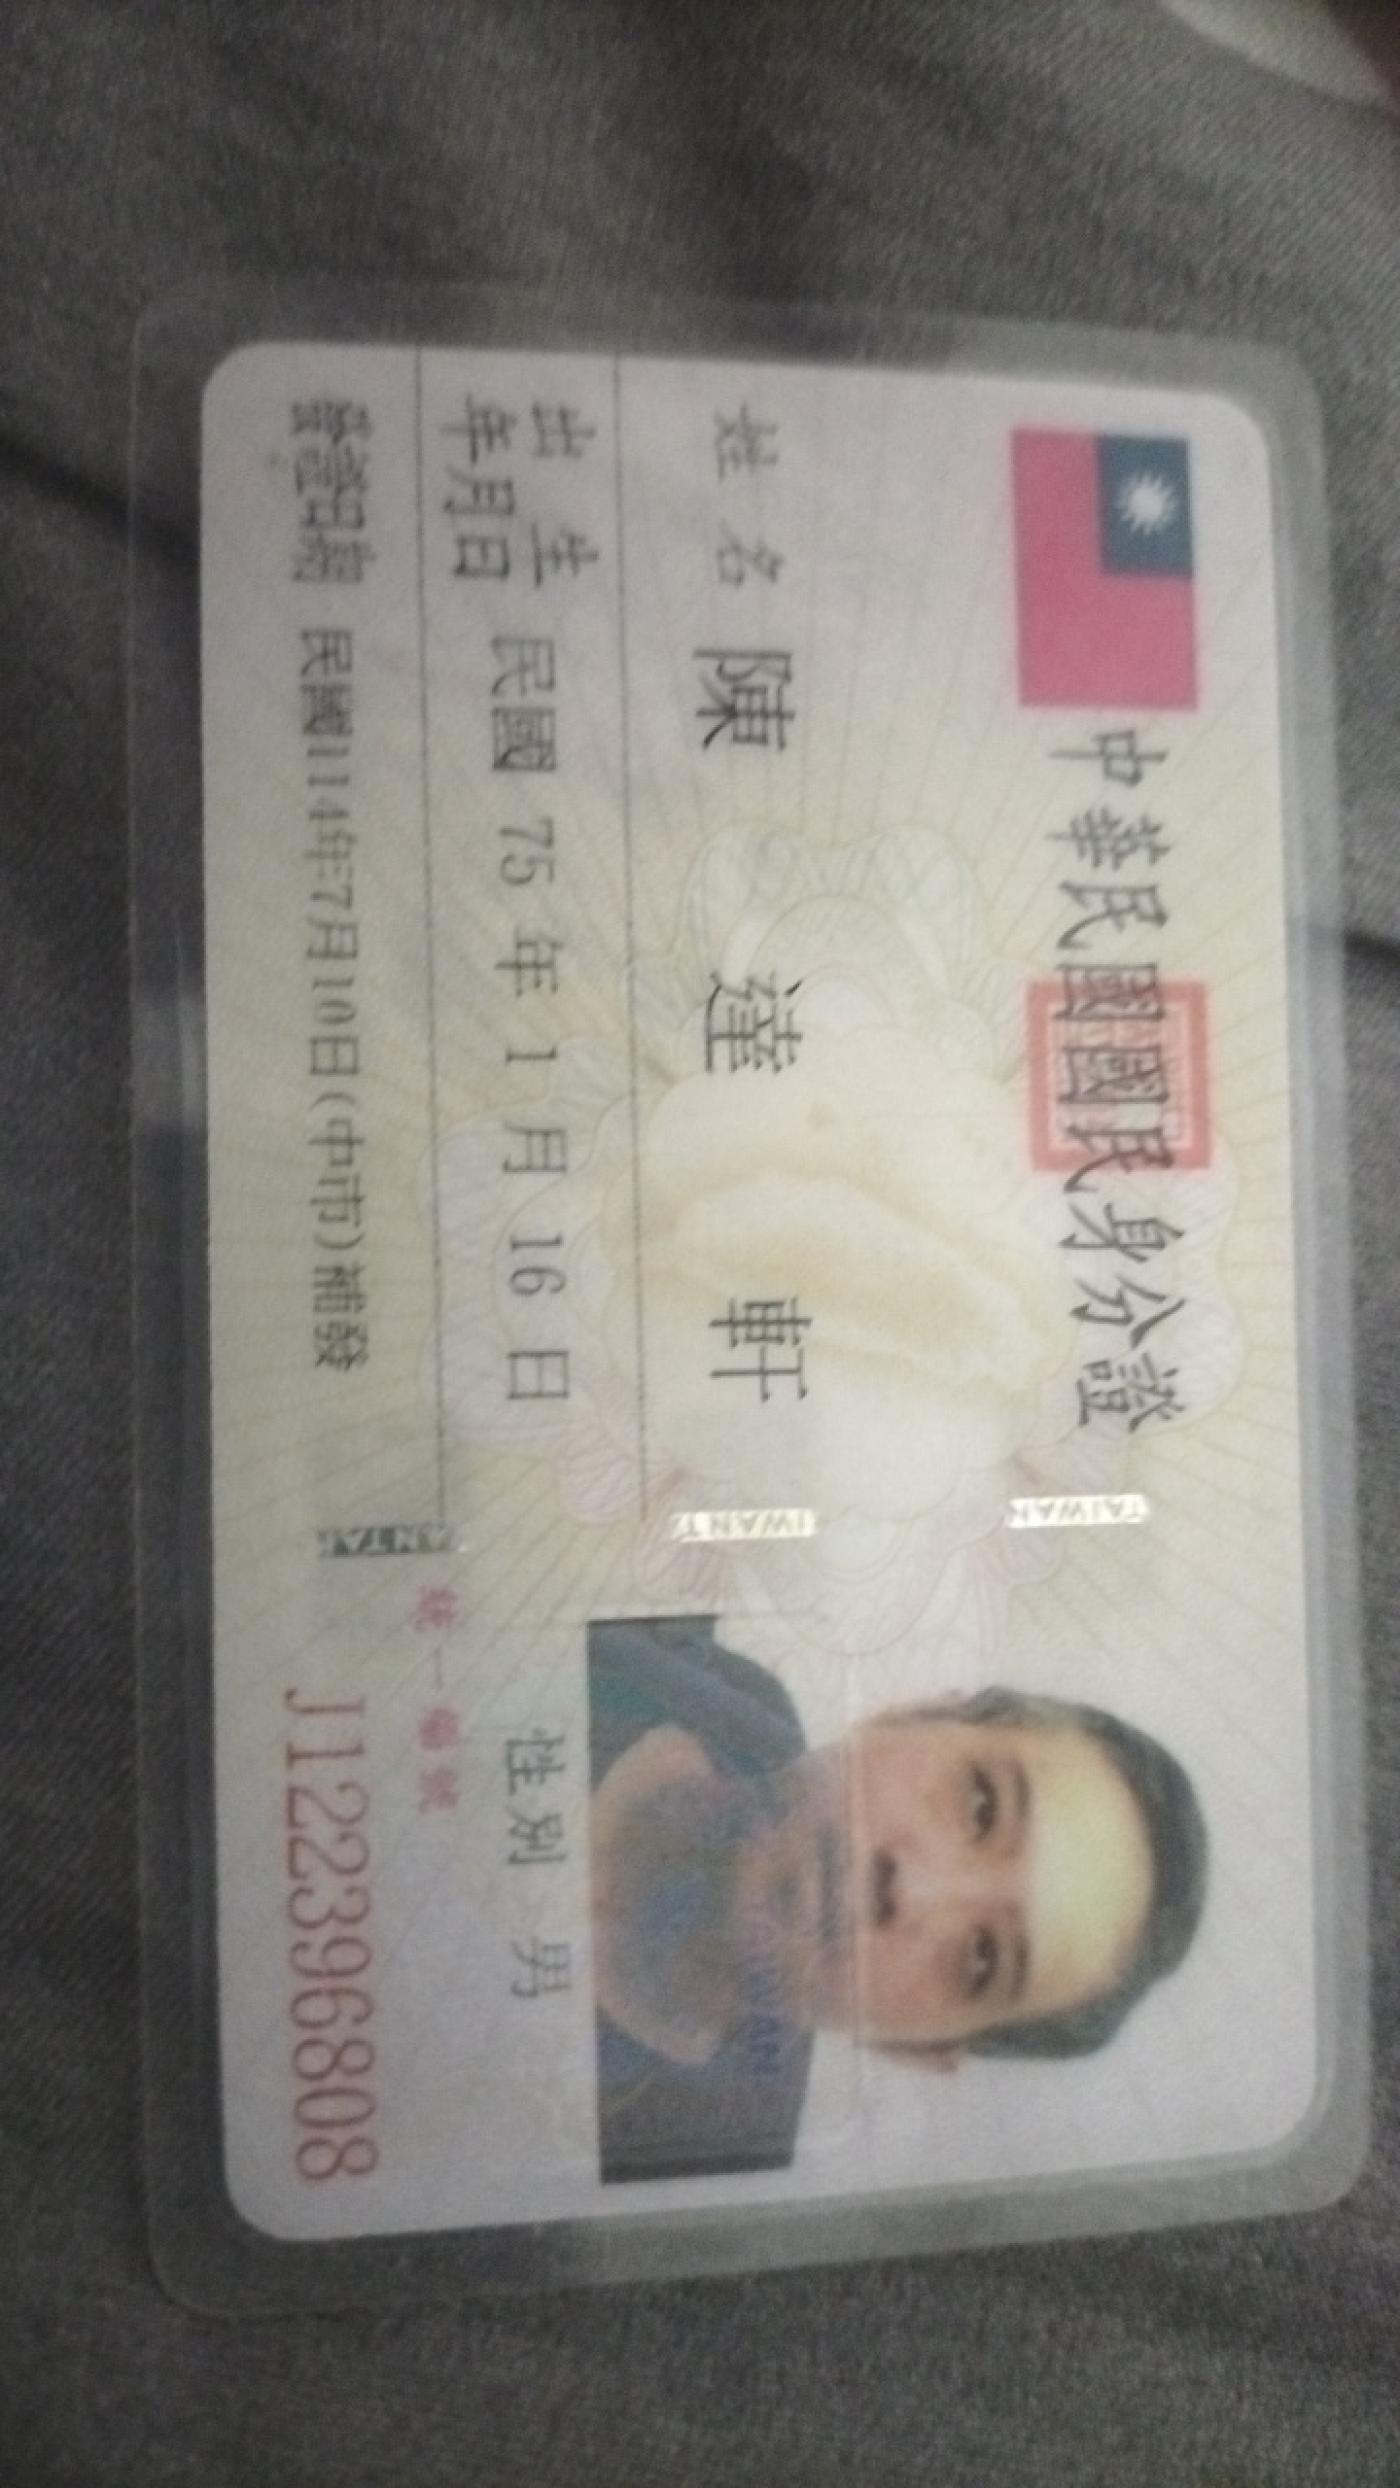 中華民國國民身分證
姓名 陳達軒
出生年月日 民國 75 年 1 月 16 日
性別 男
發證日期 民國114年7月10日(中市)補發
統一編號
J122396808
TAIWAN
TAIWAN